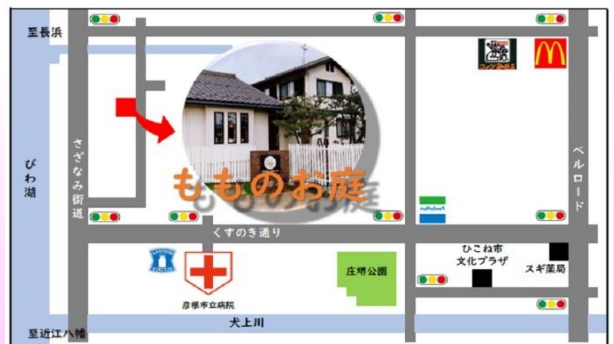 至長浜
びわ湖
さざなみ街道
もものお庭
ベルロード
くすのき通り
彦根市立病院
庄堺公園
ひこね市
文化プラザ
スギ薬局
犬上川
至近江八幡